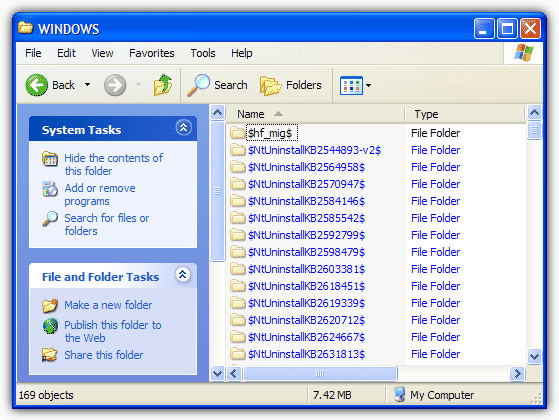 WINDOWS
File Edit View Favorites Tools Help
Back Search Folders
System Tasks
Hide the contents of
this folder
Add or remove
programs
Search for files or
folders
File and Folder Tasks
Make a new folder
Publish this folder to
the Web
Share this folder
Name Type
$hf_mig$ File Folder
$NtUninstallKB2544893-v2$ File Folder
$NtUninstallKB2564958$ File Folder
$NtUninstallKB2570947$ File Folder
$NtUninstallKB2584146$ File Folder
$NtUninstallKB2585542$ File Folder
$NtUninstallKB2592799$ File Folder
$NtUninstallKB2598479$ File Folder
$NtUninstallKB2603381$ File Folder
$NtUninstallKB2618451$ File Folder
$NtUninstallKB2619339$ File Folder
$NtUninstallKB2620712$ File Folder
$NtUninstallKB2624667$ File Folder
$NtUninstallKB2631813$ File Folder
169 objects 7.42 MB My Computer